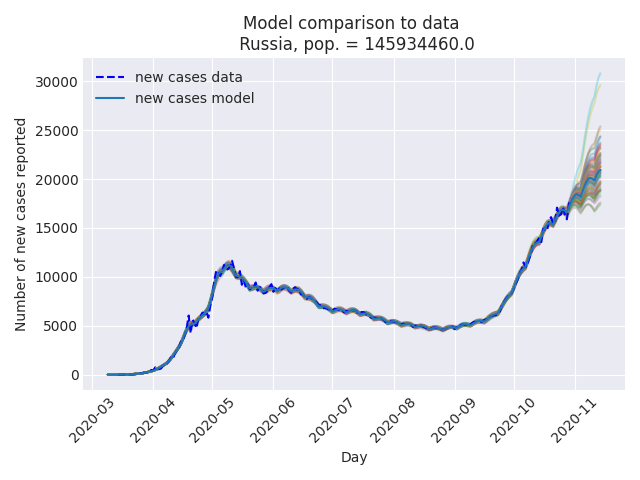 Model comparison to data
Russia, pop. = 145934460.0
new cases data
new cases model
Number of new cases reported
30000
25000
20000
15000
10000
5000
0
2020-03
2020-04
2020-05
2020-06
2020-07
2020-08
2020-09
2020-10
2020-11
Day